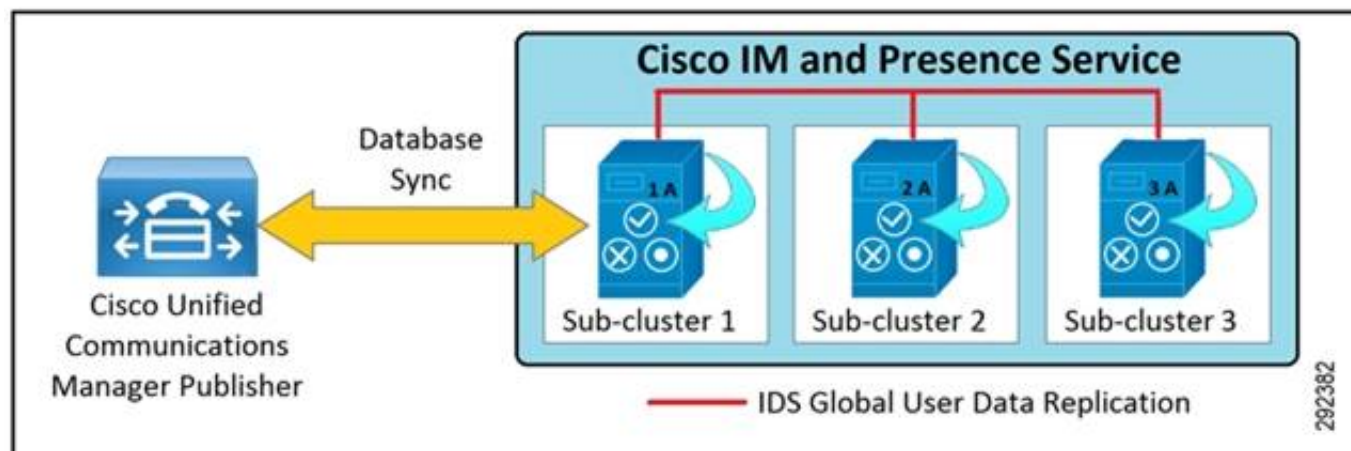 Cisco IM and Presence Service
Database
Sync
1 A
2 A
3 A
Cisco Unified
Communications
Manager Publisher
Sub-cluster 1
Sub-cluster 2
Sub-cluster 3
IDS Global User Data Replication
292382